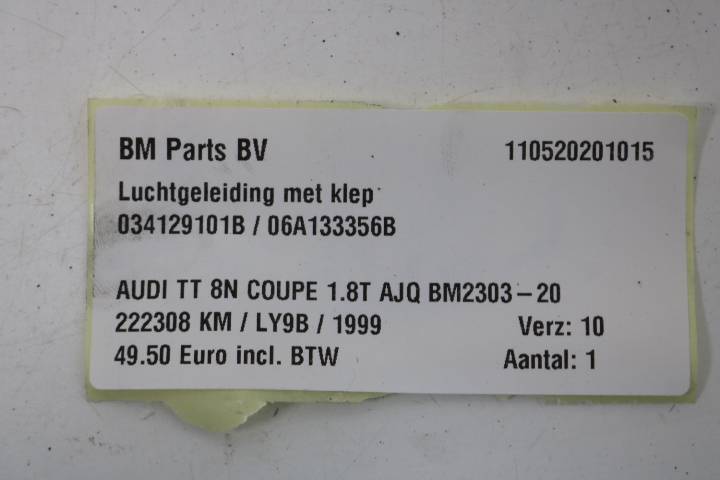 BM Parts BV 110520201015
Luchtgeleiding met klep
034129101B / 06A133356B
AUDI TT 8N COUPE 1.8T AJQ BM2303-20
222308 KM / LY9B / 1999 Verz: 10
49.50 Euro incl. BTW Aantal: 1